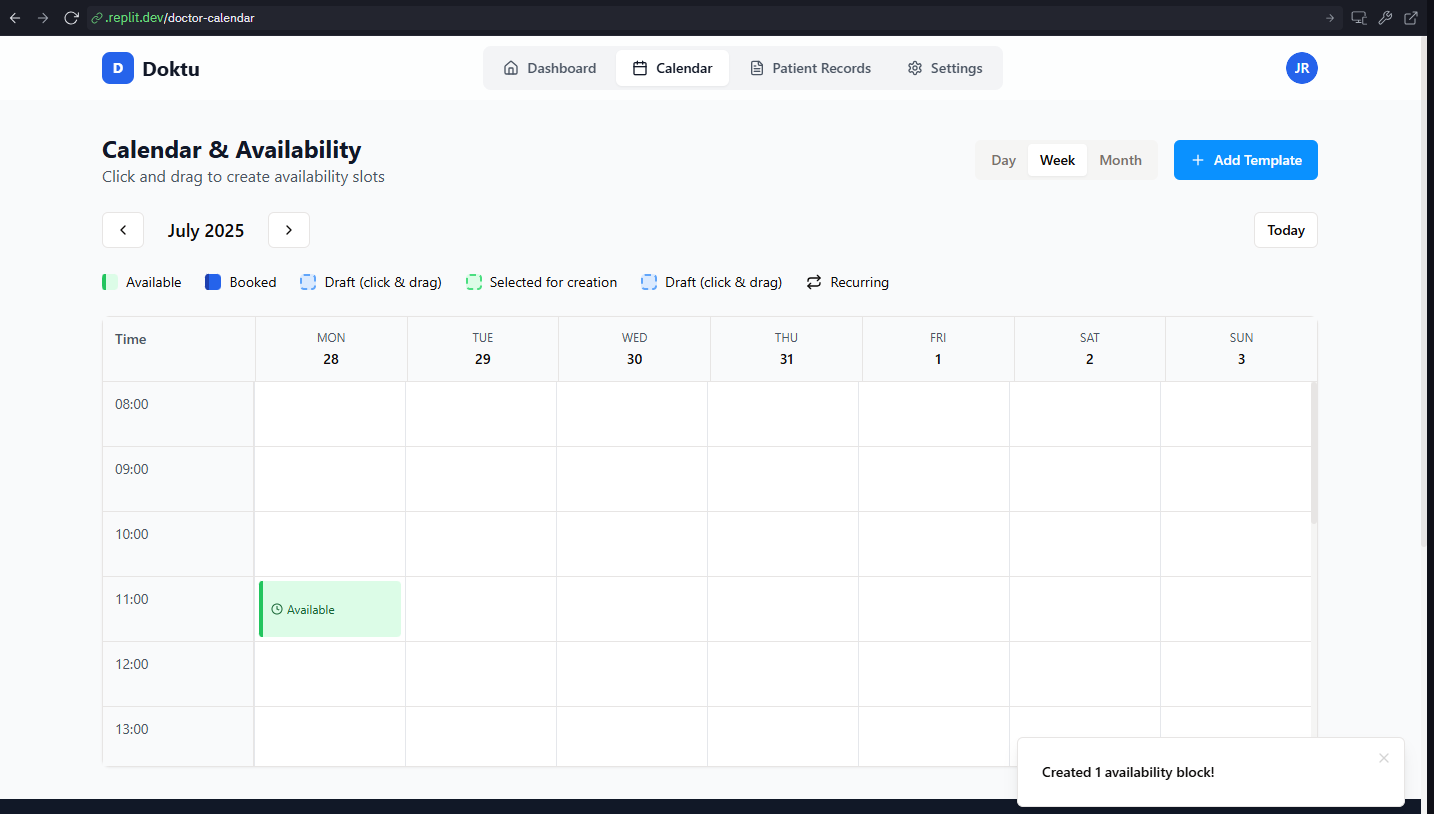 .replit.dev/doctor-calendar
D Doktu Dashboard Calendar Patient Records Settings JR
Calendar & Availability
Click and drag to create availability slots
Day Week Month + Add Template
July 2025 Today
Available Booked Draft (click & drag) Selected for creation Draft (click & drag) Recurring
Time MON TUE WED THU FRI SAT SUN
28 29 30 31 1 2 3
08:00
09:00
10:00
11:00 Available
12:00
13:00
Created 1 availability block!